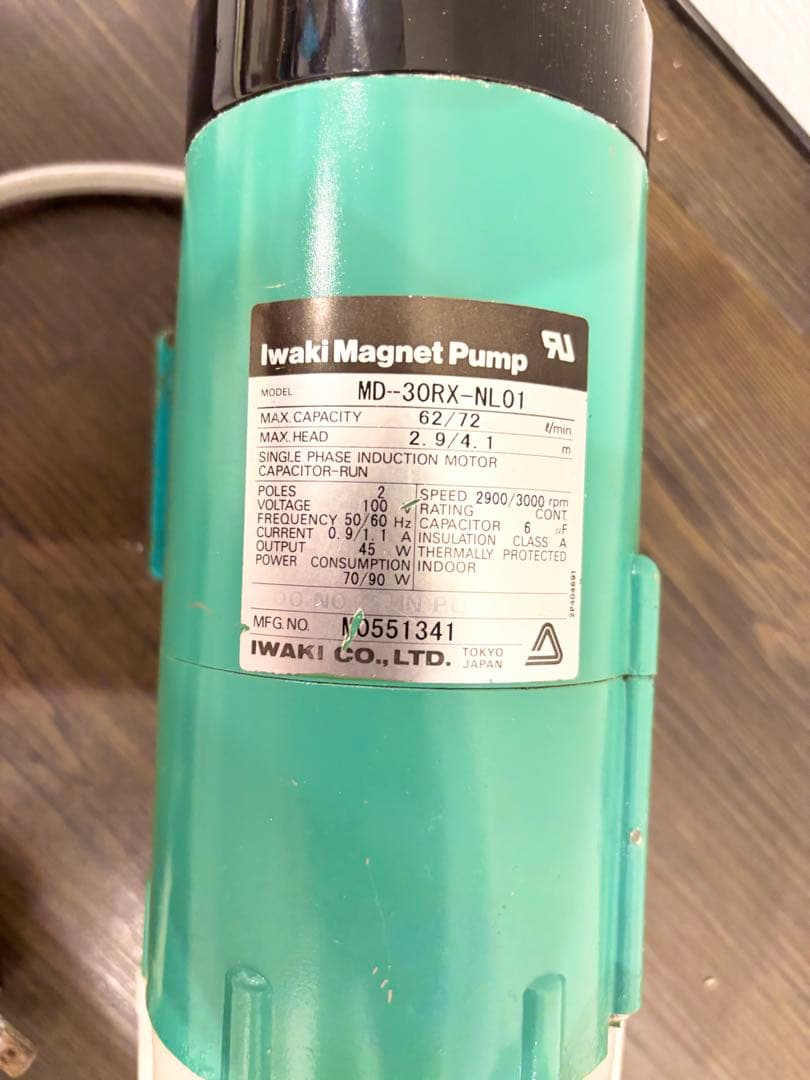 Iwaki Magnet Pump RU
MODEL MD-30RX-NL01
MAX. CAPACITY 62/72 ℓ/min
MAX. HEAD 2.9/4.1 m
SINGLE PHASE INDUCTION MOTOR
CAPACITOR-RUN
POLES 2
VOLTAGE 100 V
FREQUENCY 50/60 Hz
CURRENT 0.9/1.1 A
OUTPUT 45 W
POWER CONSUMPTION
70/90 W
SPEED 2900/3000 rpm
RATING CONT.
CAPACITOR 6 μF
INSULATION CLASS A
THERMALLY PROTECTED
INDOOR
2P404691
MFG. NO. M0551341
IWAKI CO., LTD. TOKYO JAPAN